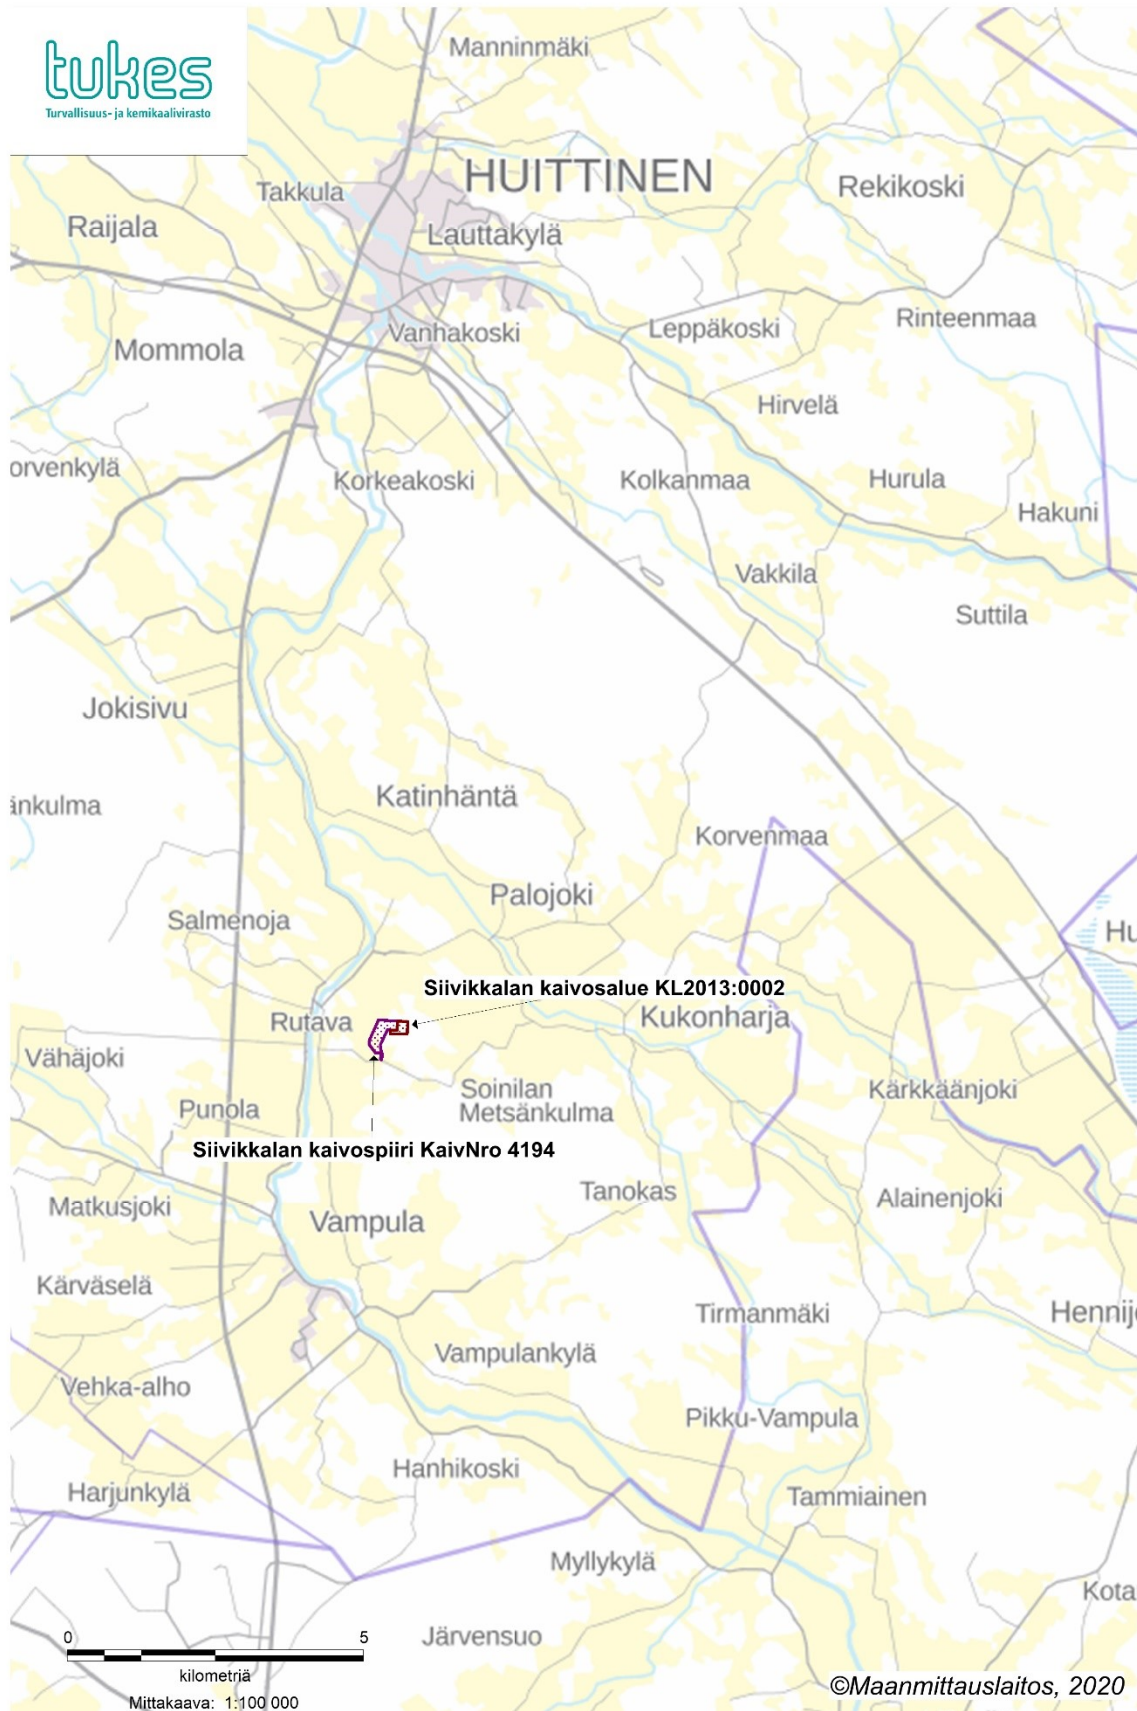 tukes
Turvallisuus- ja kemikaalivirasto
Manninmäki
HUITTINEN
Takkula
Rekikoski
Raijala
Lauttakylä
Vanhakoski
Leppäkoski
Rinteenmaa
Mommola
Hirvelä
orvenkylä
Korkeakoski
Kolkanmaa
Hurula
Hakuni
Vakkila
Suttila
Jokisivu
Katinhäntä
änkulma
Korvenmaa
Palojoki
Salmenoja
Hu
Siivikkalan kaivosalue KL2013:0002
Rutava
Kukonharja
Vähäjoki
Soinilan
Metsänkulma
Kärkkäänjoki
Punola
Siivikkalan kaivospiiri KaivNro 4194
Tanokas
Alainenjoki
Matkusjoki
Vampula
Kärväselä
Tirmanmäki
Hennij
Vampulankylä
Vehka-alho
Pikku-Vampula
Hanhikoski
Harjunkylä
Tammiainen
Myllykylä
Kota
Järvensuo
0 5
kilometriä
Mittakaava: 1:100 000
©Maanmittauslaitos, 2020